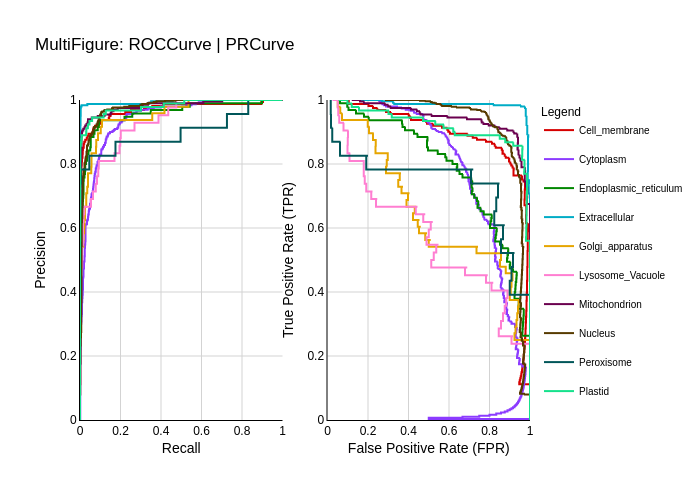 MultiFigure: ROCCurve | PRCurve
Precision
1
0.8
0.6
0.4
0.2
0
0
0.2
0.4
0.6
0.8
1
Recall
True Positive Rate (TPR)
1
0.8
0.6
0.4
0.2
0
0
0.2
0.4
0.6
0.8
1
False Positive Rate (FPR)
Legend
Cell_membrane
Cytoplasm
Endoplasmic_reticulum
Extracellular
Golgi_apparatus
Lysosome_Vacuole
Mitochondrion
Nucleus
Peroxisome
Plastid